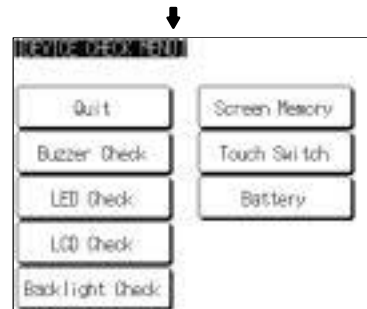 [DEVICE CHECK MENU]
Quit
Buzzer Check
LED Check
LCD Check
Backlight Check
Screen Memory
Touch Switch
Battery